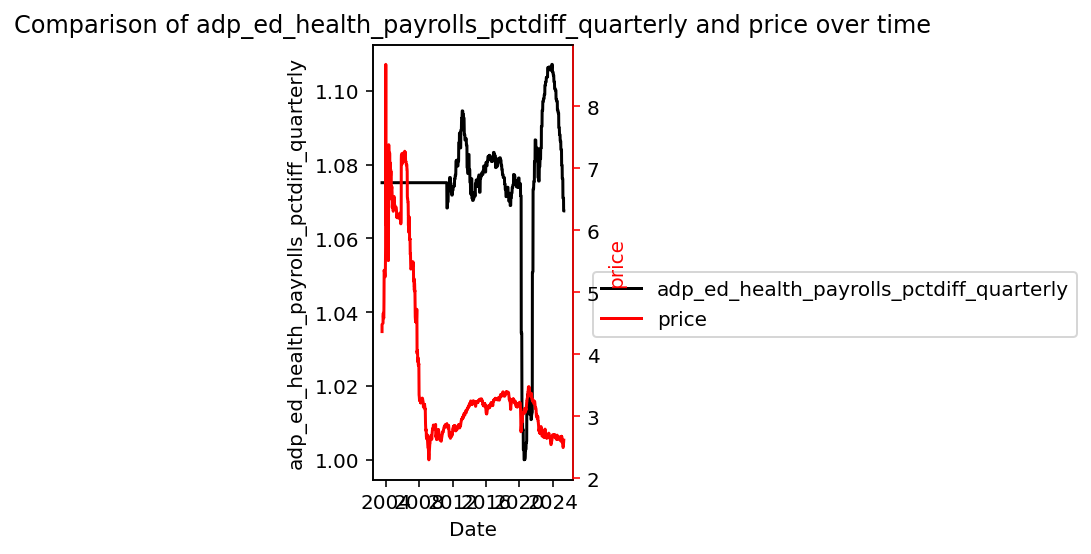 Comparison of adp_ed_health_payrolls_pctdiff_quarterly and price over time
adp_ed_health_payrolls_pctdiff_quarterly
1.10
1.08
1.06
1.04
1.02
1.00
8
7
6
5
4
3
2
price
adp_ed_health_payrolls_pctdiff_quarterly
price
2004 2008 2012 2016 2020 2024
Date